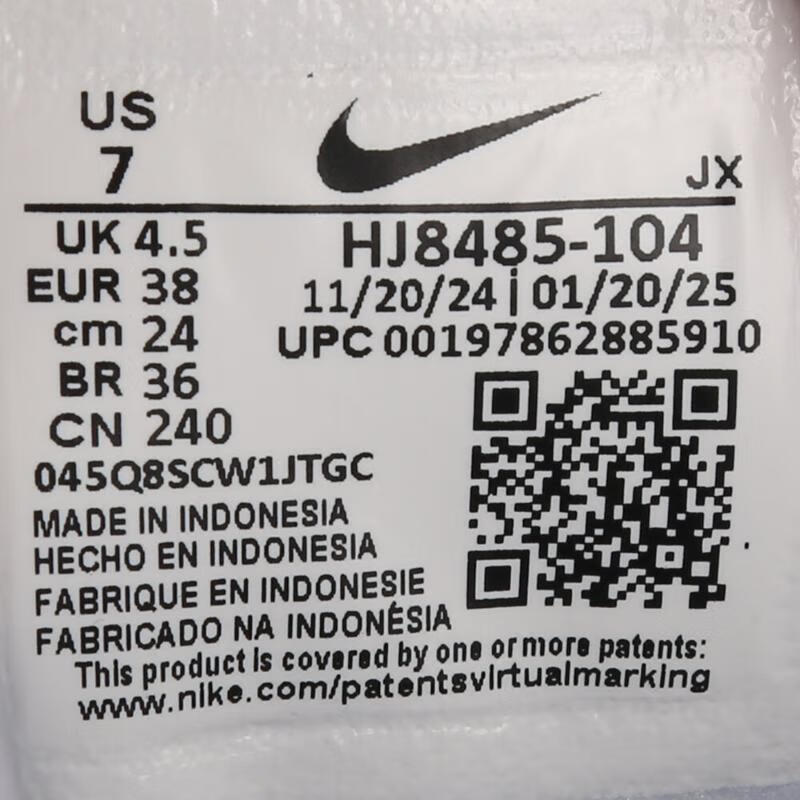 US
7
JX
UK 4.5
HJ8485-104
EUR 38
11/20/24 | 01/20/25
cm 24
UPC 00197862885910
BR 36
CN 240
045Q8SCW1JTGC
MADE IN INDONESIA
HECHO EN INDONESIA
FABRIQUE EN INDONESIE
FABRICADO NA INDONÉSIA
This product is covered by one or more patents:
www.nike.com/patentsvirtualmarking